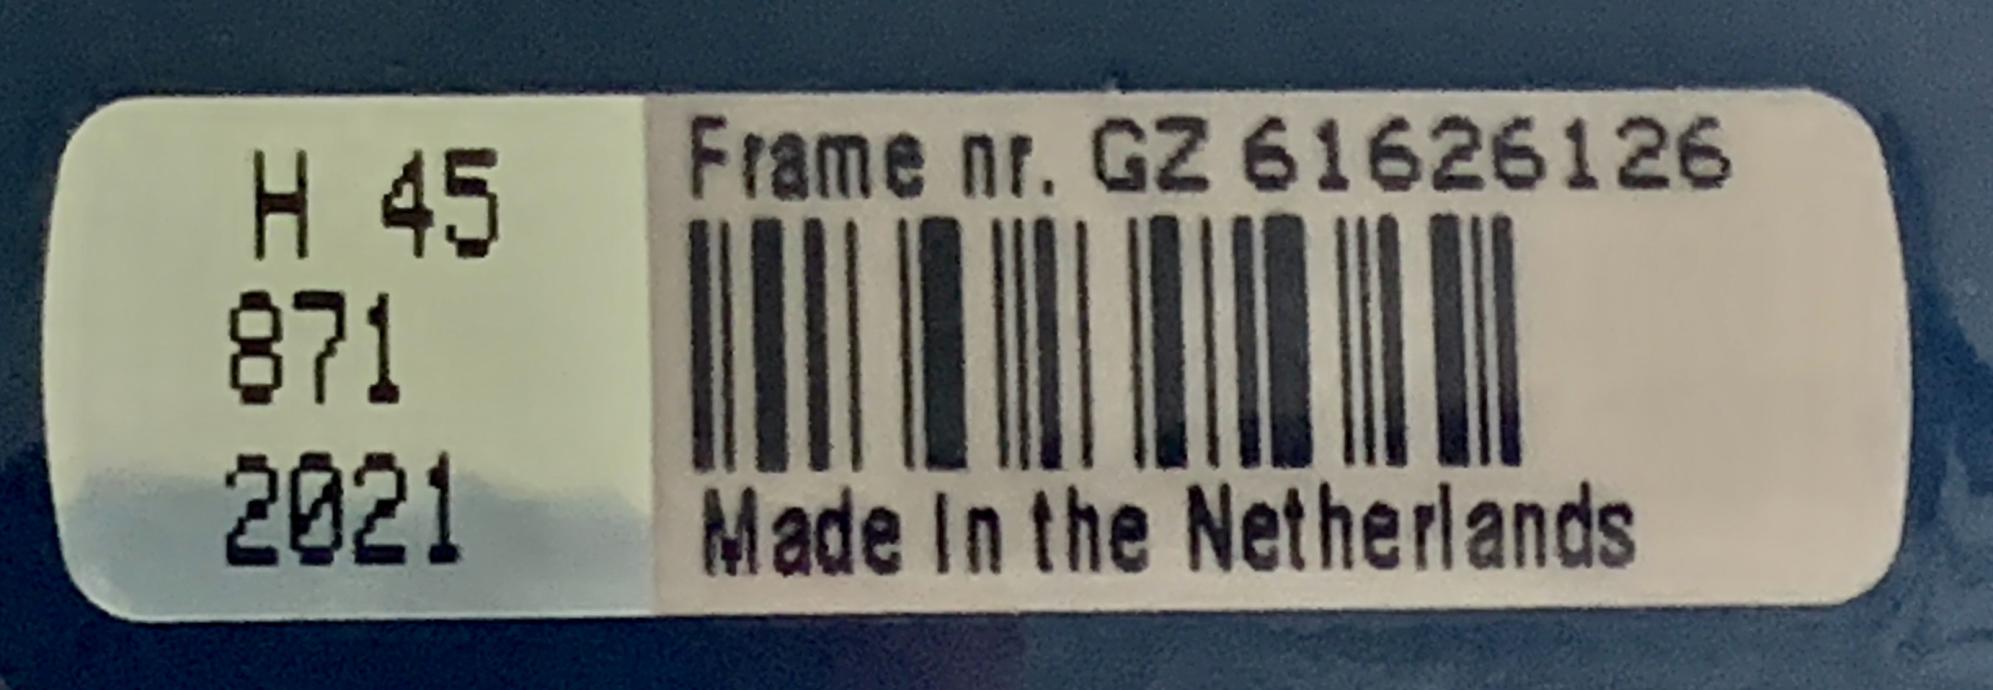 H 45
871
2021
Frame nr. GZ 61626126
Made In the Netherlands